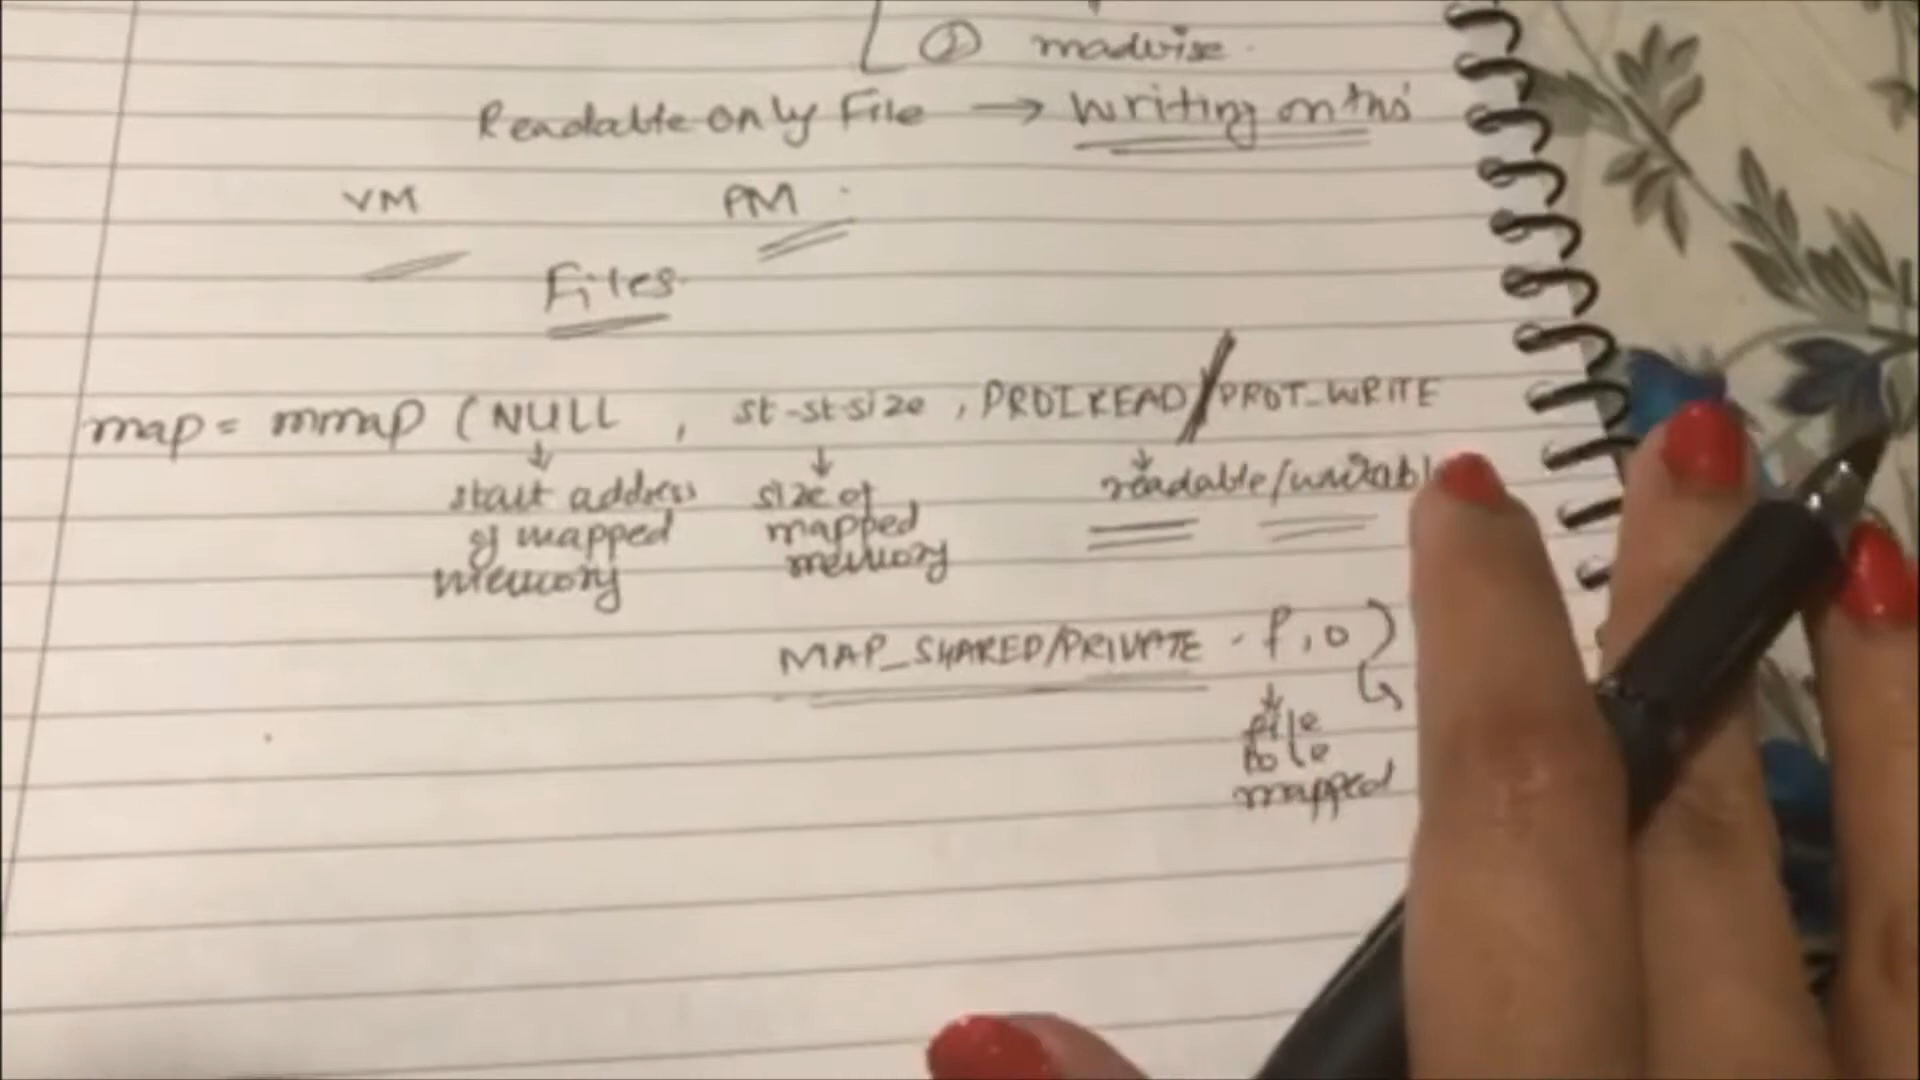 ② madvise.
Readable only File → Writing on this
VM PM
Files
map = mmap (NULL , st-st-size , PROT_READ/PROT_WRITE
↓ ↓ ↓
start address size of readable/writabl
of mapped mapped
memory memory
MAP_SHARED/PRIVATE - f, 0)
↓
file
to be
mapped